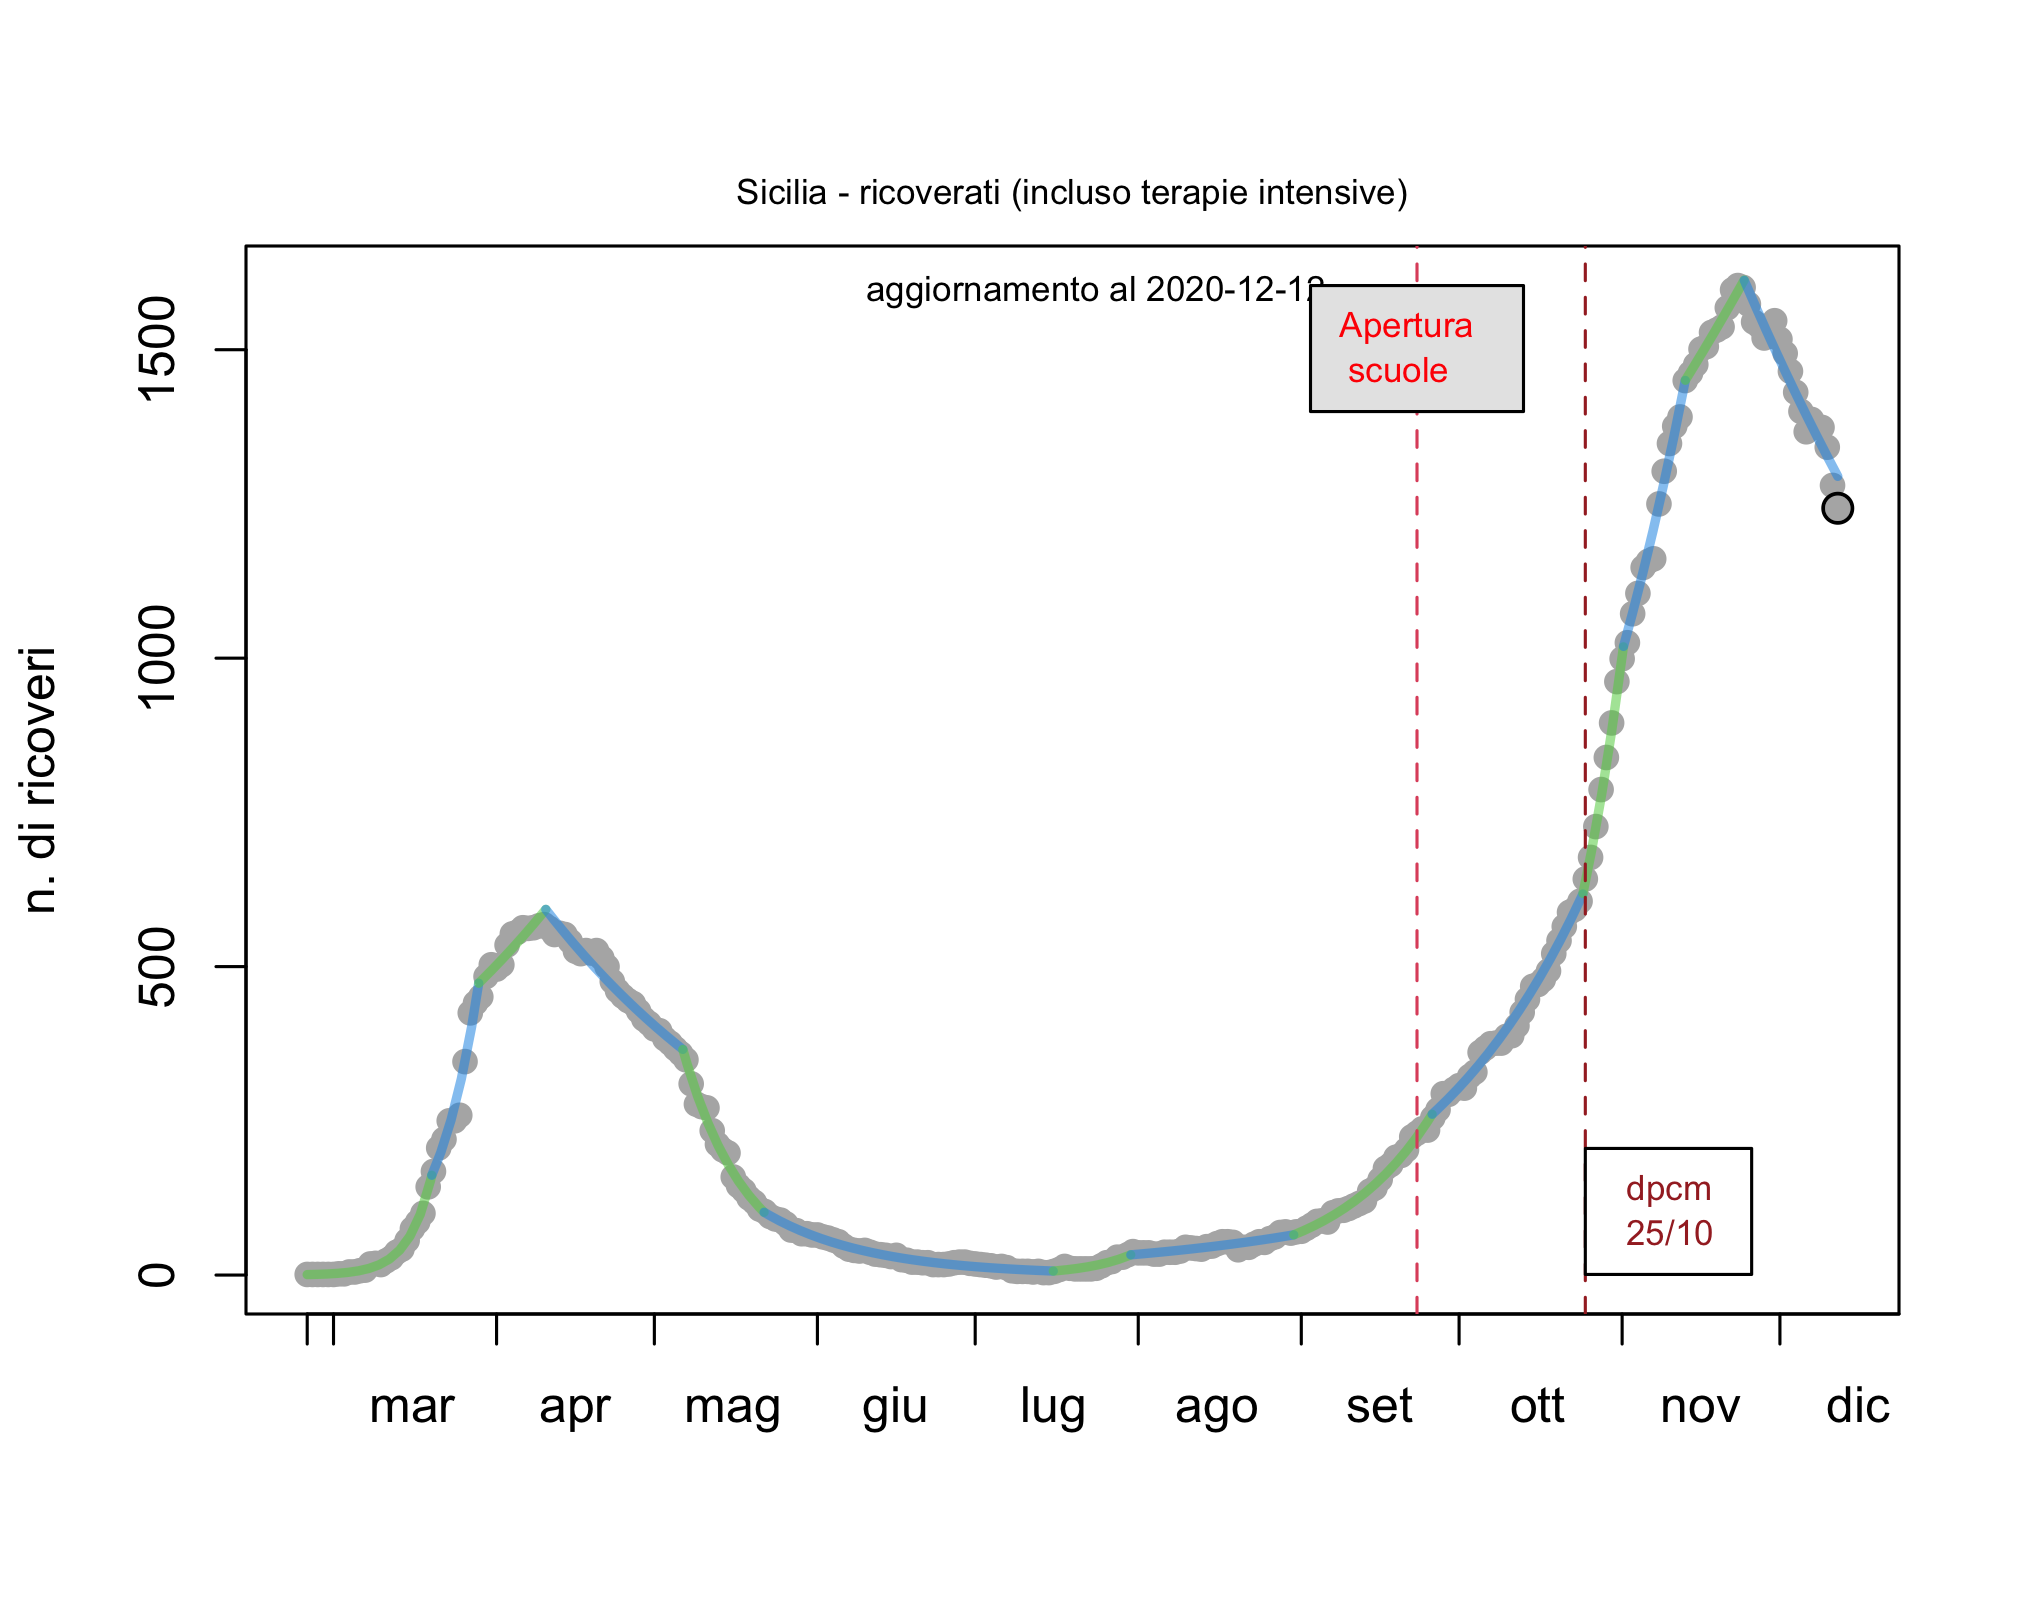 Sicilia - ricoverati (incluso terapie intensive)
aggiornamento al 2020-12-12
Apertura
scuole
1500
1000
500
0
n. di ricoveri
dpcm
25/10
mar apr mag giu lug ago set ott nov dic